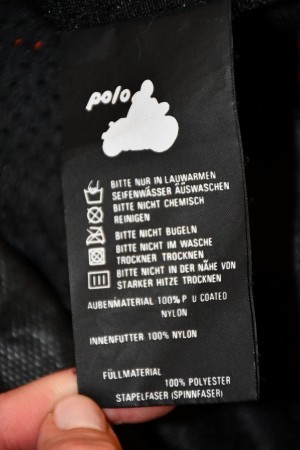 polo
BITTE NUR IN LAUWARMEN
SEIFENWÄSSER AUSWASCHEN
BITTE NICHT CHEMISCH
REINIGEN
BITTE NICHT BUGELN
BITTE NICHT IM WASCHE
TROCKNER TROCKNEN
BITTE NICHT IN DER NÄHE VON
STARKER HITZE TROCKNEN
AUßENMATERIAL 100% P U COATED
NYLON
INNENFUTTER 100% NYLON
FÜLLMATERIAL
100% POLYESTER
STAPELFASER (SPINNFASER)